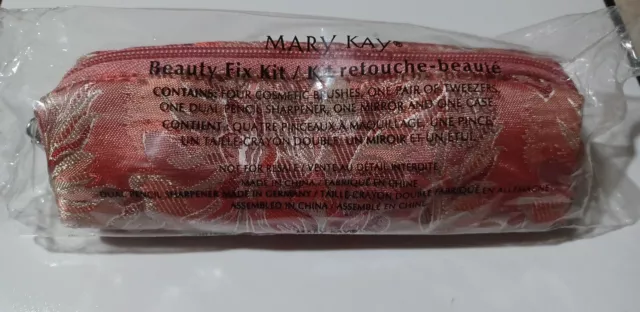 MARY KAY®
Beauty Fix Kit / Kit retouche-beauté
CONTAINS: FOUR COSMETIC BRUSHES, ONE PAIR OF TWEEZERS,
ONE DUAL PENCIL SHARPENER, ONE MIRROR AND ONE CASE.
CONTIENT: QUATRE PINCEAUX À MAQUILLAGE, UNE PINCE,
UN TAILLE-CRAYON DOUBLE, UN MIROIR ET UN ÉTUI.
NOT FOR RESALE / VENTE AU DÉTAIL INTERDITE
MADE IN CHINA / FABRIQUÉ EN CHINE
DUAL PENCIL SHARPENER MADE IN GERMANY / TAILLE-CRAYON DOUBLE FABRIQUÉ EN ALLEMAGNE
ASSEMBLED IN CHINA / ASSEMBLÉ EN CHINE